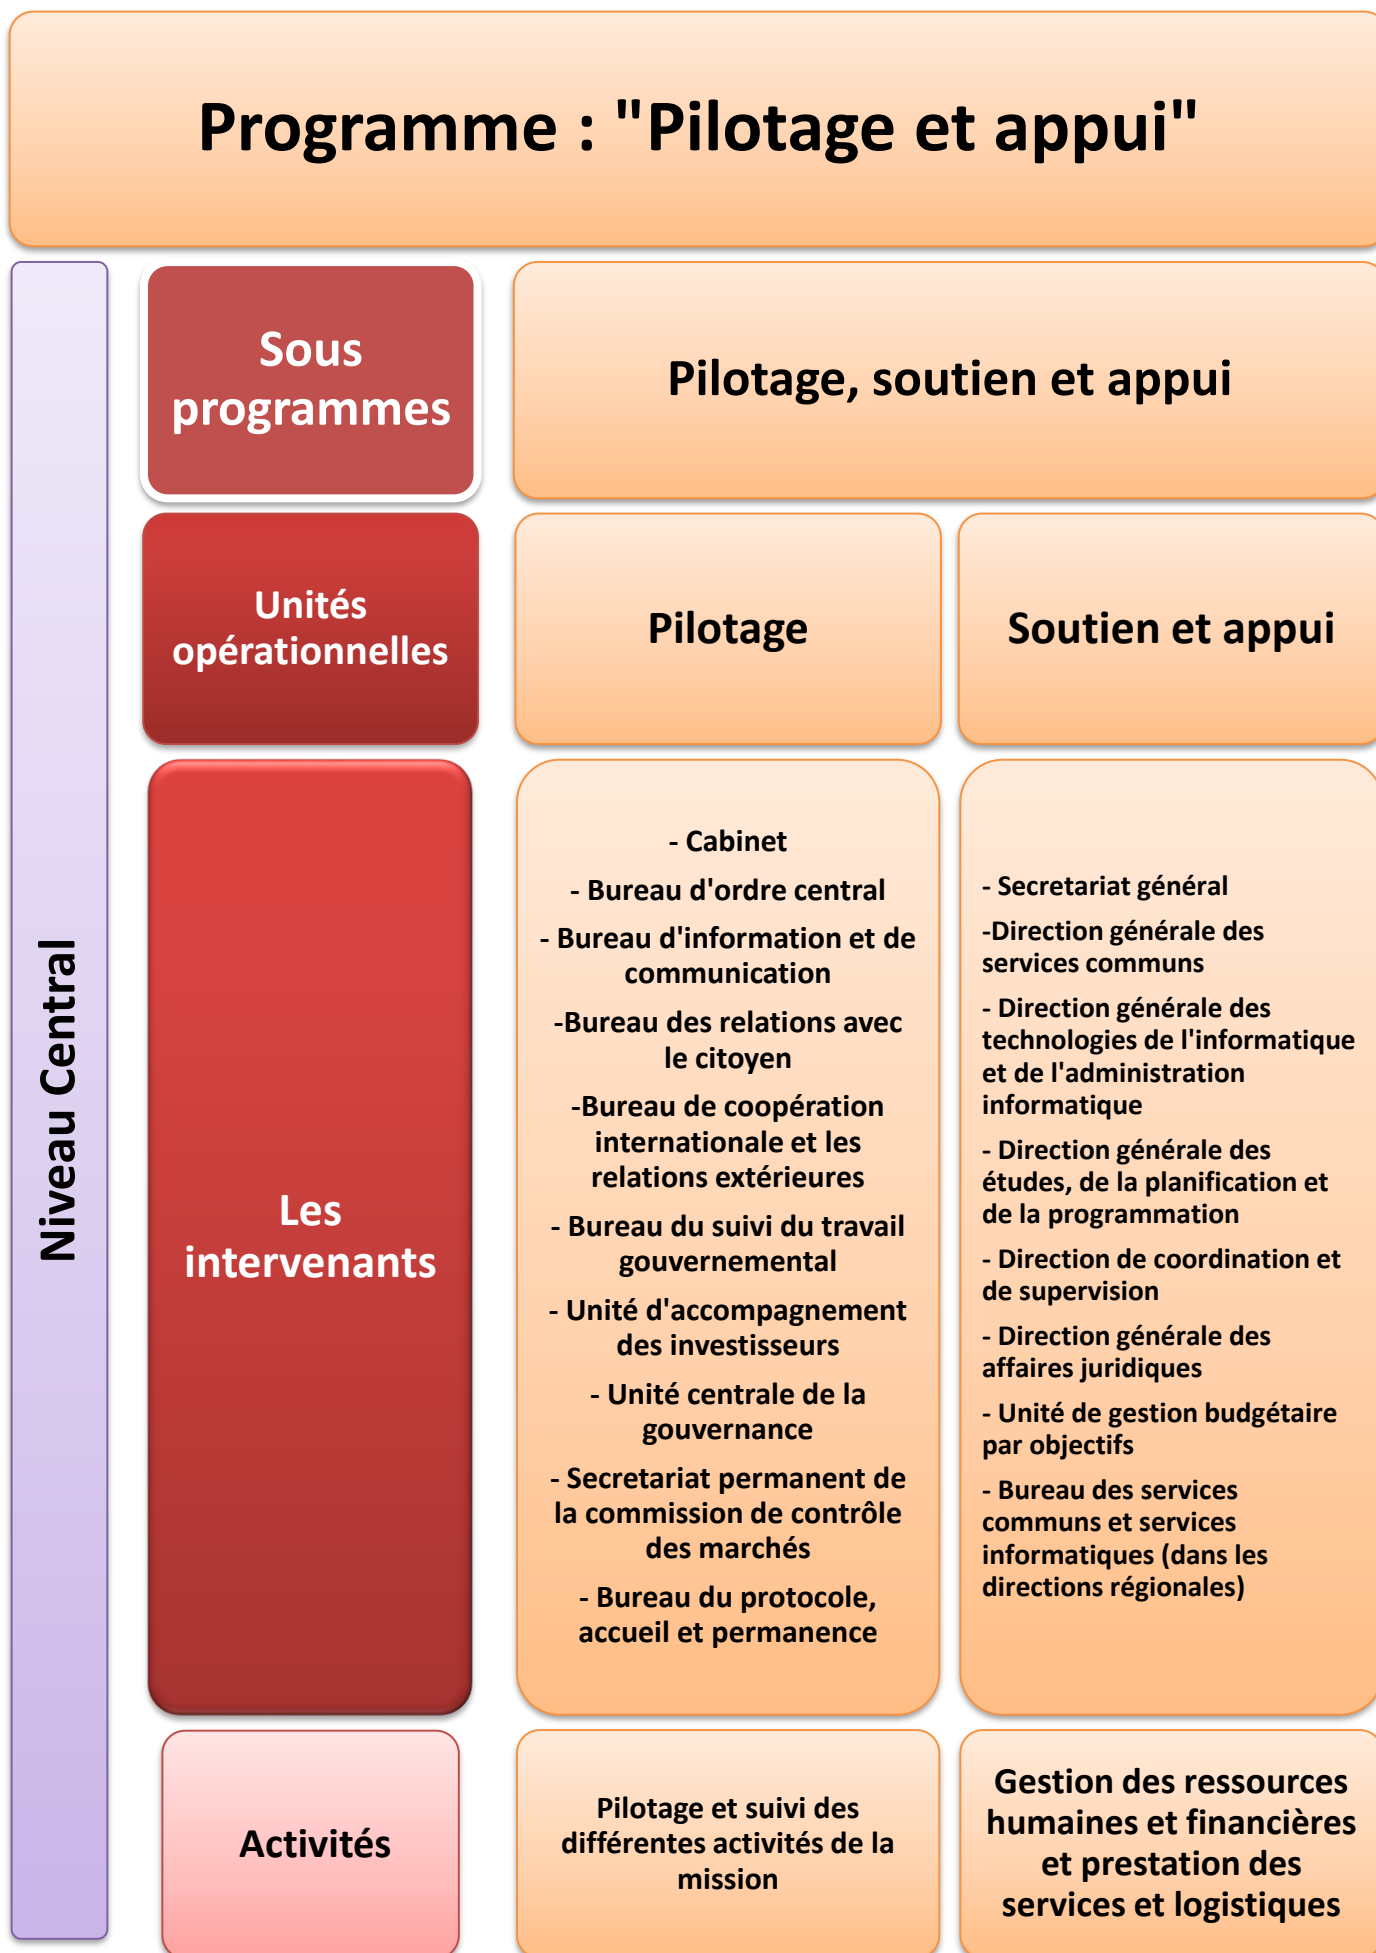 Programme : "Pilotage et appui"
Niveau Central
Sous
programmes
Pilotage, soutien et appui
Unités
opérationnelles
Pilotage
Soutien et appui
Les
intervenants
- Cabinet
- Bureau d'ordre central
- Bureau d'information et de
communication
-Bureau des relations avec
le citoyen
-Bureau de coopération
internationale et les
relations extérieures
- Bureau du suivi du travail
gouvernemental
- Unité d'accompagnement
des investisseurs
- Unité centrale de la
gouvernance
- Secretariat permanent de
la commission de contrôle
des marchés
- Bureau du protocole,
accueil et permanence
- Secretariat général
-Direction générale des
services communs
- Direction générale des
technologies de l'informatique
et de l'administration
informatique
- Direction générale des
études, de la planification et
de la programmation
- Direction de coordination et
de supervision
- Direction générale des
affaires juridiques
- Unité de gestion budgétaire
par objectifs
- Bureau des services
communs et services
informatiques (dans les
directions régionales)
Activités
Pilotage et suivi des
différentes activités de la
mission
Gestion des ressources
humaines et financières
et prestation des
services et logistiques